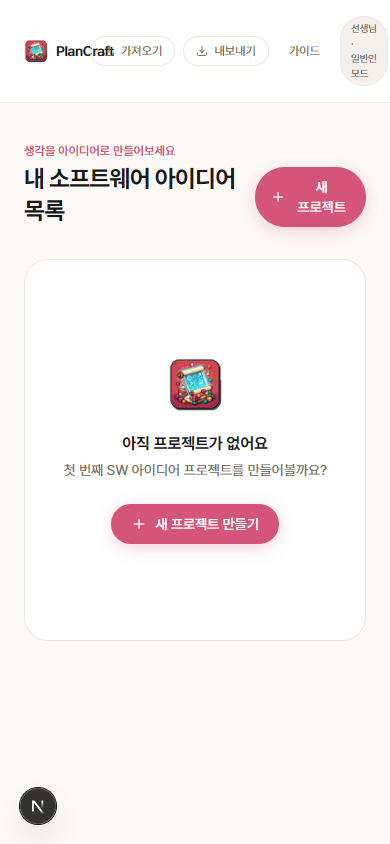 PlanCraft
가져오기
내보내기
가이드
선생님
·
일반인
모드
생각을 아이디어로 만들어보세요
내 소프트웨어 아이디어
목록
새
프로젝트
아직 프로젝트가 없어요
첫 번째 SW 아이디어 프로젝트를 만들어볼까요?
새 프로젝트 만들기
N